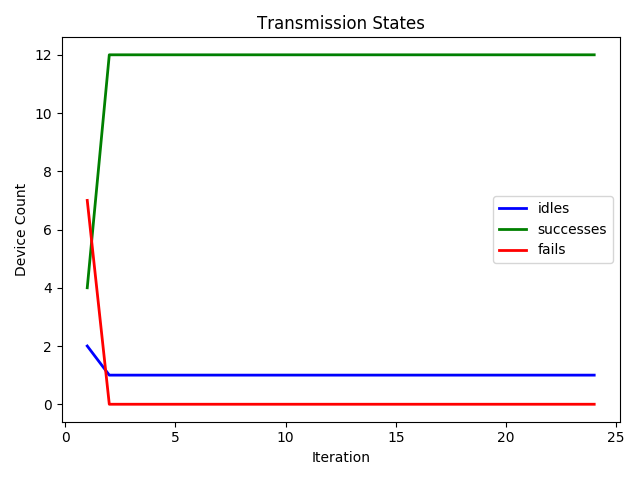 Transmission States
Device Count
12
10
8
6
4
2
0
idles
successes
fails
0 5 10 15 20 25
Iteration